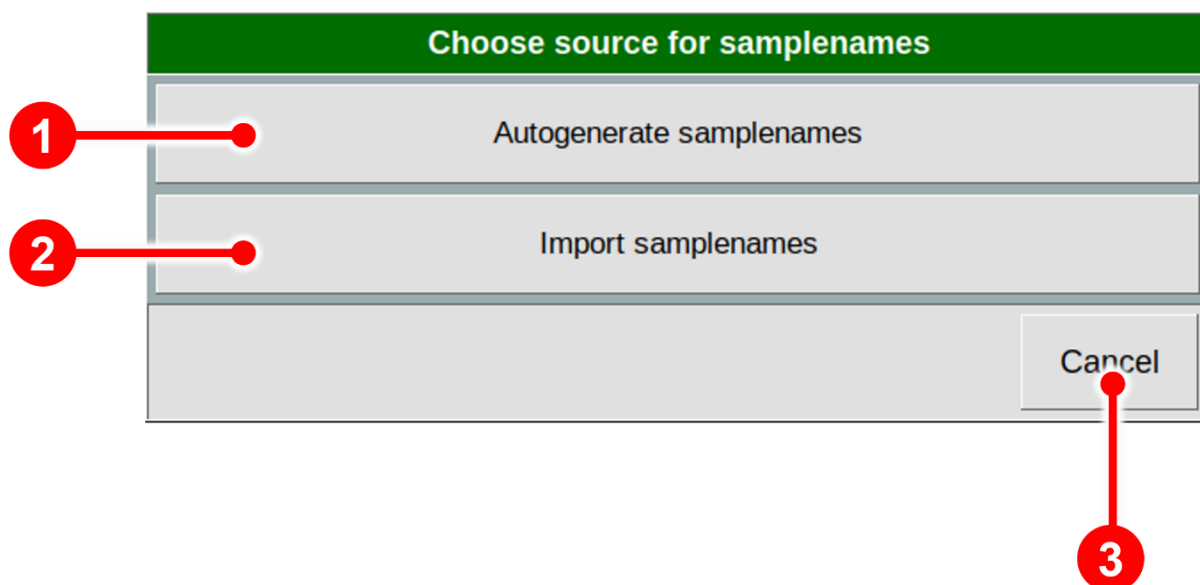 Choose source for samplenames
1
Autogenerate samplenames
2
Import samplenames
Cancel
3